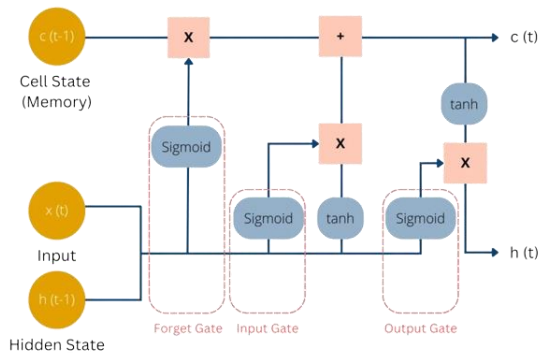 c (t-1)
X
+
c (t)
Cell State
(Memory)
tanh
Sigmoid
X
X
x (t)
Sigmoid
tanh
Sigmoid
Input
h (t)
h (t-1)
Forget Gate
Input Gate
Output Gate
Hidden State